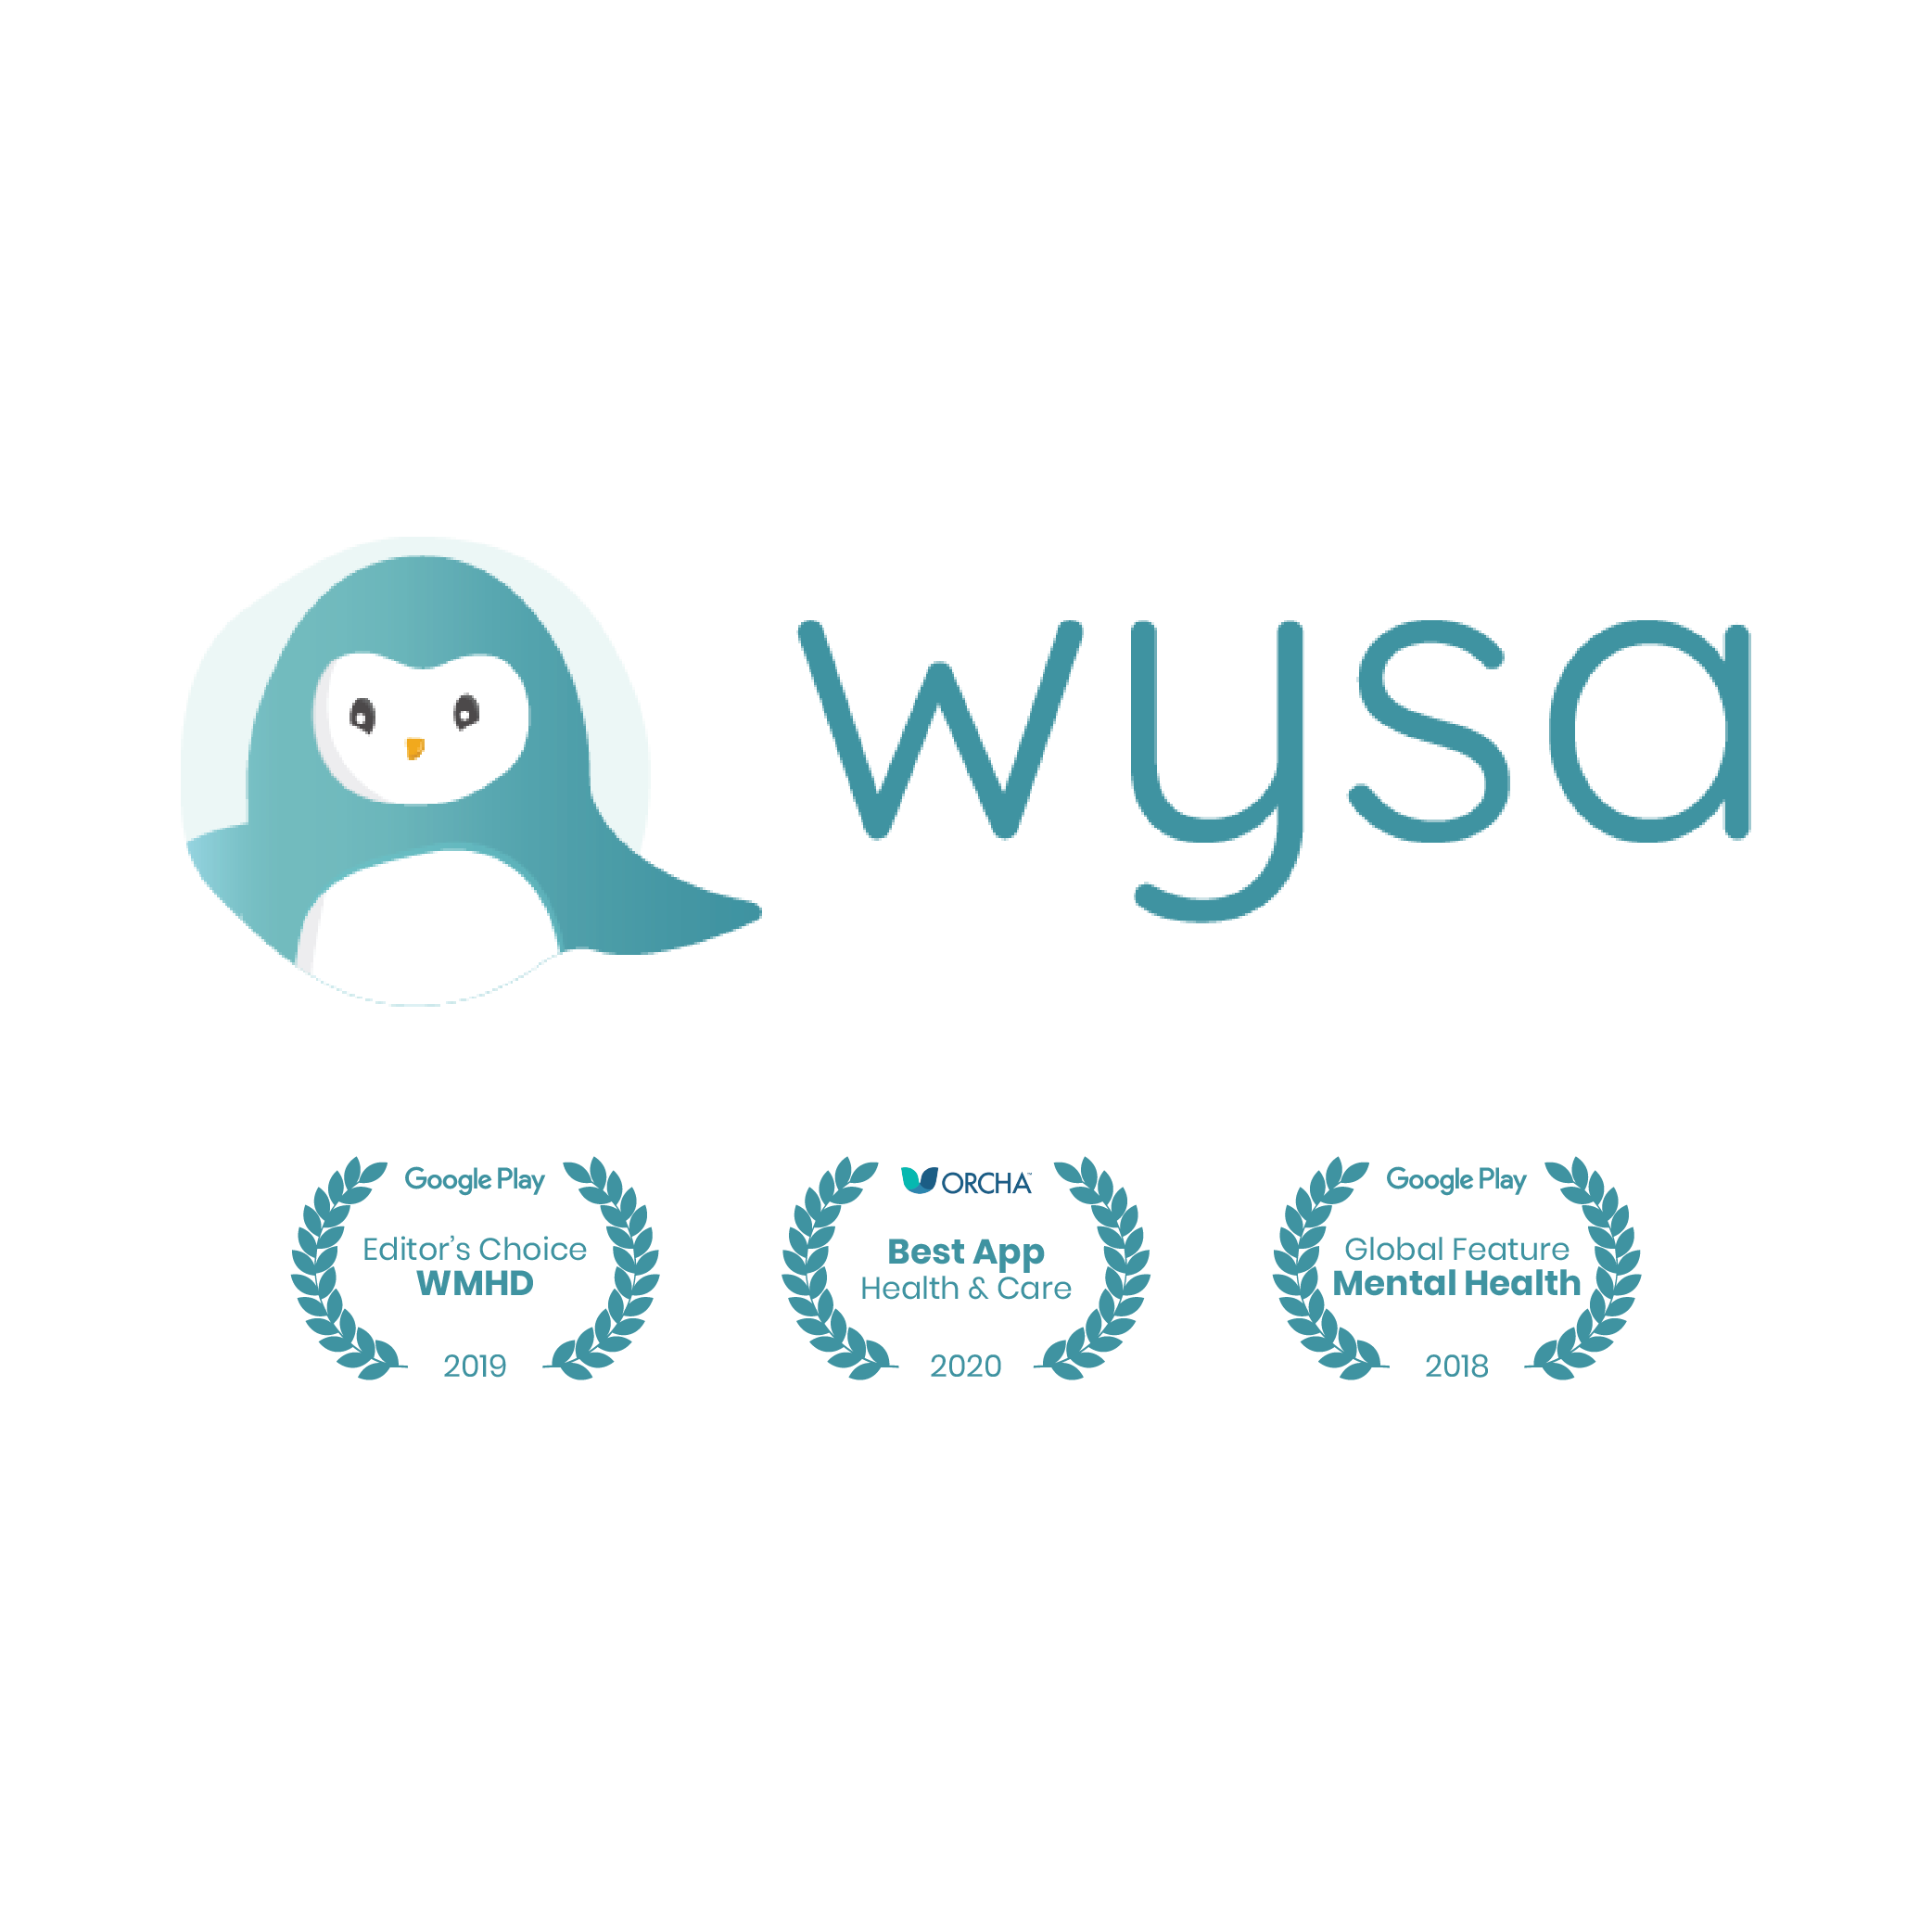 wysa
Google Play
Editor's Choice
WMHD
2019
ORCHA™
Best App
Health & Care
2020
Google Play
Global Feature
Mental Health
2018